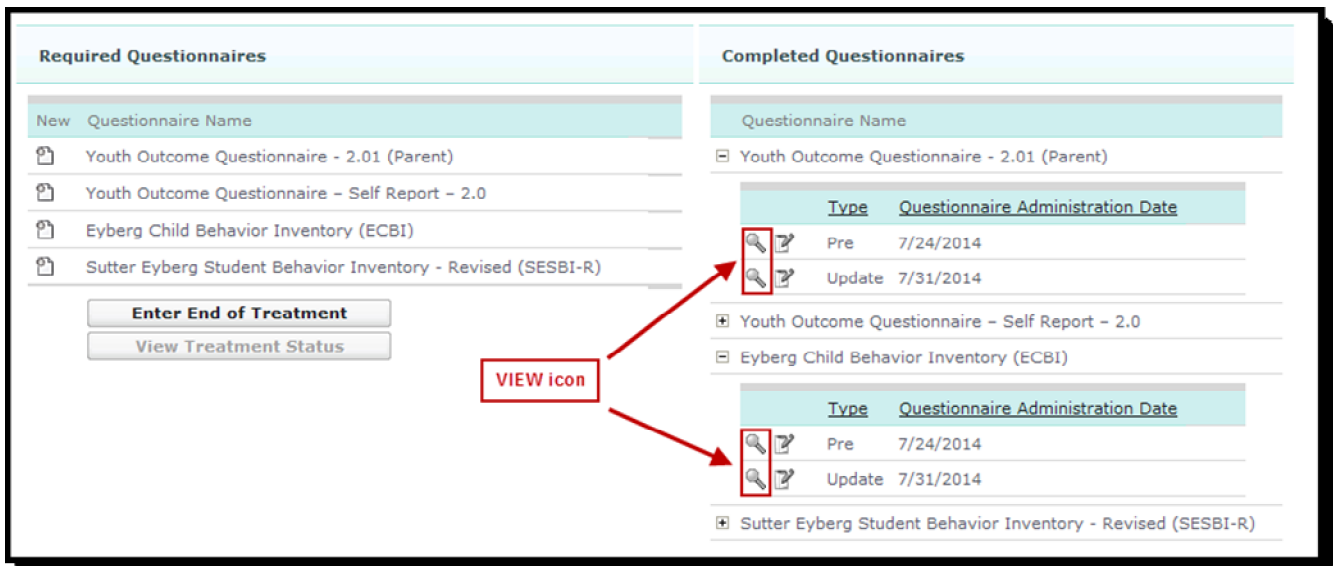 Required Questionnaires
New Questionnaire Name
Youth Outcome Questionnaire - 2.01 (Parent)
Youth Outcome Questionnaire – Self Report – 2.0
Eyberg Child Behavior Inventory (ECBI)
Sutter Eyberg Student Behavior Inventory - Revised (SESBI-R)
Enter End of Treatment
View Treatment Status
VIEW icon
Completed Questionnaires
Questionnaire Name
Youth Outcome Questionnaire - 2.01 (Parent)
Type Questionnaire Administration Date
Pre 7/24/2014
Update 7/31/2014
Youth Outcome Questionnaire – Self Report – 2.0
Eyberg Child Behavior Inventory (ECBI)
Type Questionnaire Administration Date
Pre 7/24/2014
Update 7/31/2014
Sutter Eyberg Student Behavior Inventory - Revised (SESBI-R)